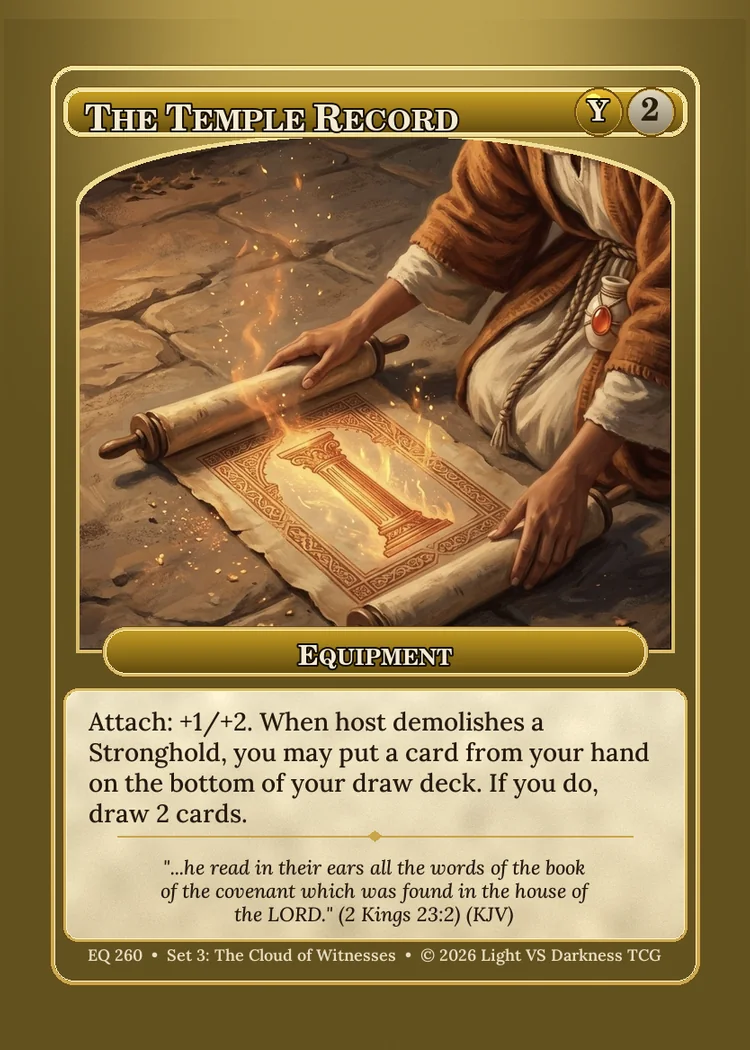 The Temple Record Y 2
Equipment
Attach: +1/+2. When host demolishes a
Stronghold, you may put a card from your hand
on the bottom of your draw deck. If you do,
draw 2 cards.
"...he read in their ears all the words of the book
of the covenant which was found in the house of
the LORD." (2 Kings 23:2) (KJV)
EQ 260 • Set 3: The Cloud of Witnesses • © 2026 Light VS Darkness TCG